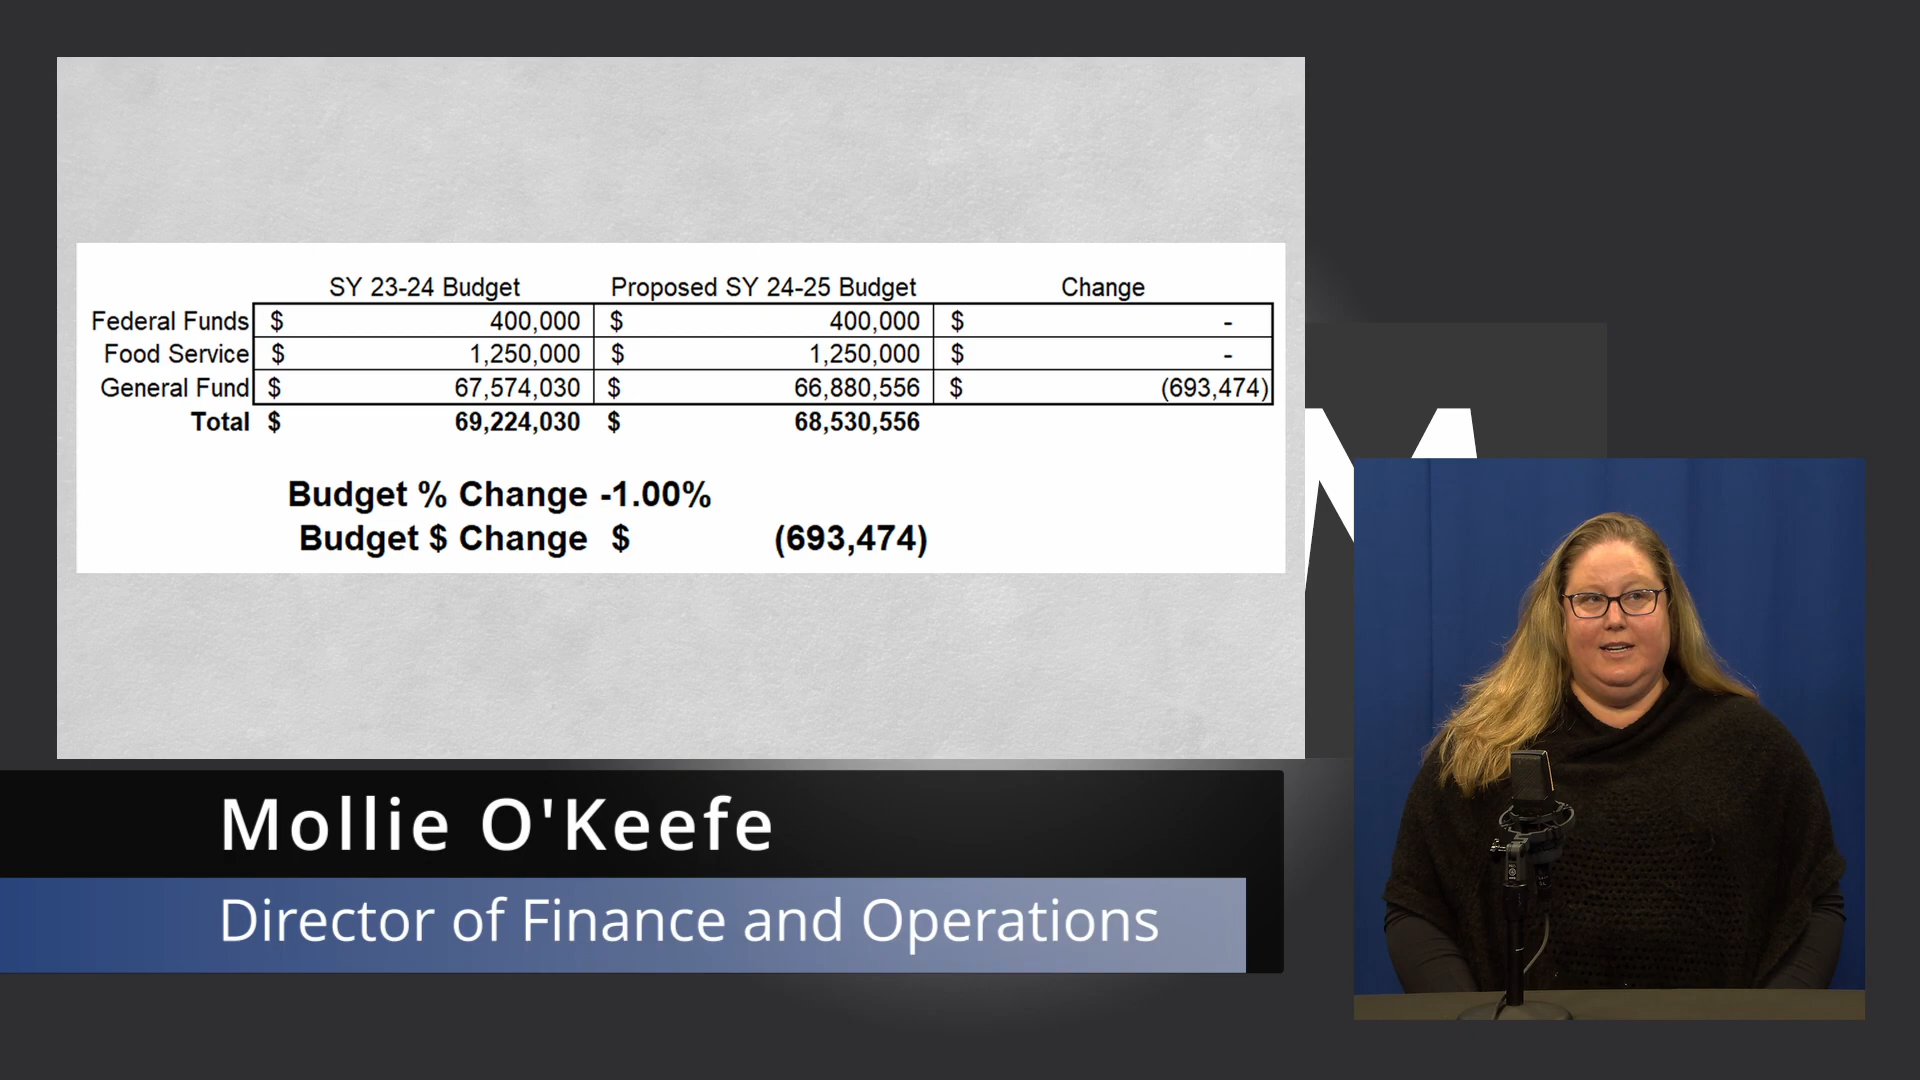 SY 23-24 Budget Proposed SY 24-25 Budget Change
Federal Funds $ 400,000 $ 400,000 $ -
Food Service $ 1,250,000 $ 1,250,000 $ -
General Fund $ 67,574,030 $ 66,880,556 $ (693,474)
Total $ 69,224,030 $ 68,530,556
Budget % Change -1.00%
Budget $ Change $ (693,474)
M
Mollie O'Keefe
Director of Finance and Operations